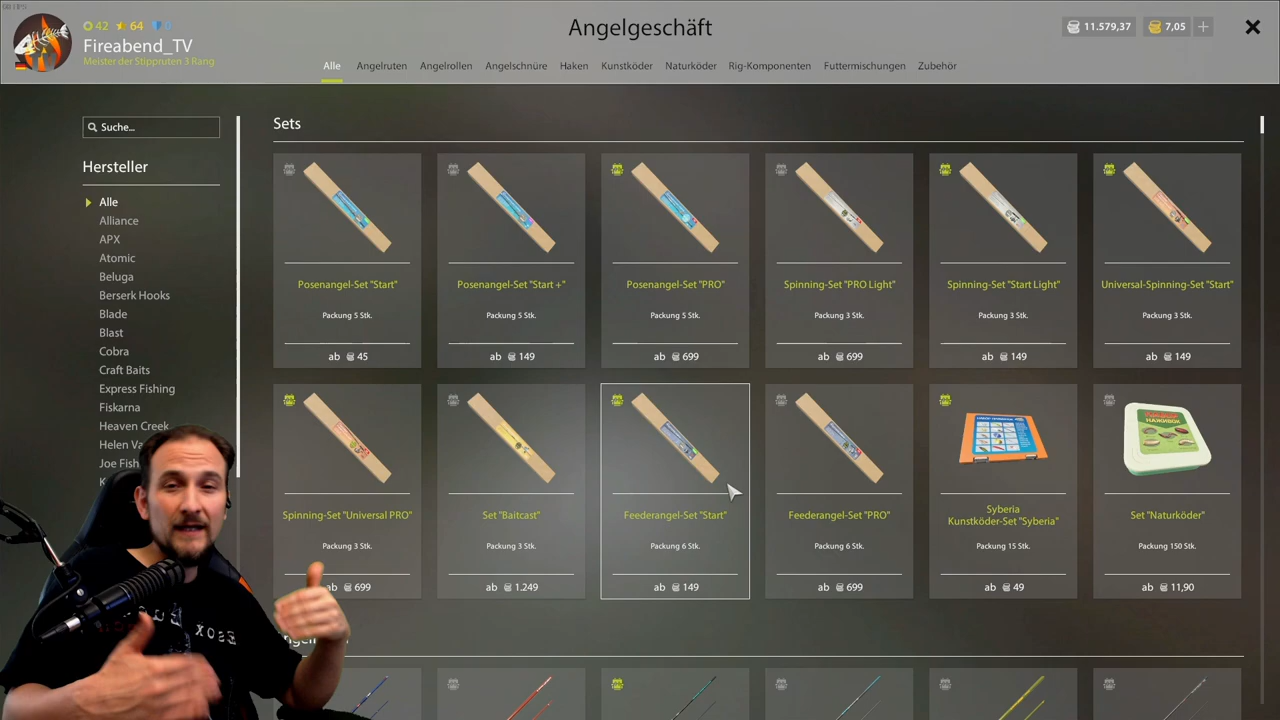 42 64 0
Fireabend_TV
Meister der Stippruten 3 Rang
Angelgeschäft
11.579,37 7,05 +
Alle Angelruten Angelrollen Angelschnüre Haken Kunstköder Naturköder Rig-Komponenten Futtermischungen Zubehör
Suche...
Hersteller
Alle
Alliance
APX
Atomic
Beluga
Berserk Hooks
Blade
Blast
Cobra
Craft Baits
Express Fishing
Fiskarna
Heaven Creek
Helen
Joe Fish
Sets
Posenangel-Set "Start"
Packung 5 Stk.
ab 45
Posenangel-Set "Start +"
Packung 5 Stk.
ab 149
Posenangel-Set "PRO"
Packung 5 Stk.
ab 699
Spinning-Set "PRO Light"
Packung 3 Stk.
ab 699
Spinning-Set "Start Light"
Packung 3 Stk.
ab 149
Universal-Spinning-Set "Start"
Packung 3 Stk.
ab 149
Spinning-Set "Universal PRO"
Packung 3 Stk.
ab 699
Set "Baitcast"
Packung 3 Stk.
ab 1.249
Feederangel-Set "Start"
Packung 6 Stk.
ab 149
Feederangel-Set "PRO"
Packung 6 Stk.
ab 699
Syberia
Kunstköder-Set "Syberia"
Packung 15 Stk.
ab 49
Set "Naturköder"
Packung 150 Stk.
ab 11,90